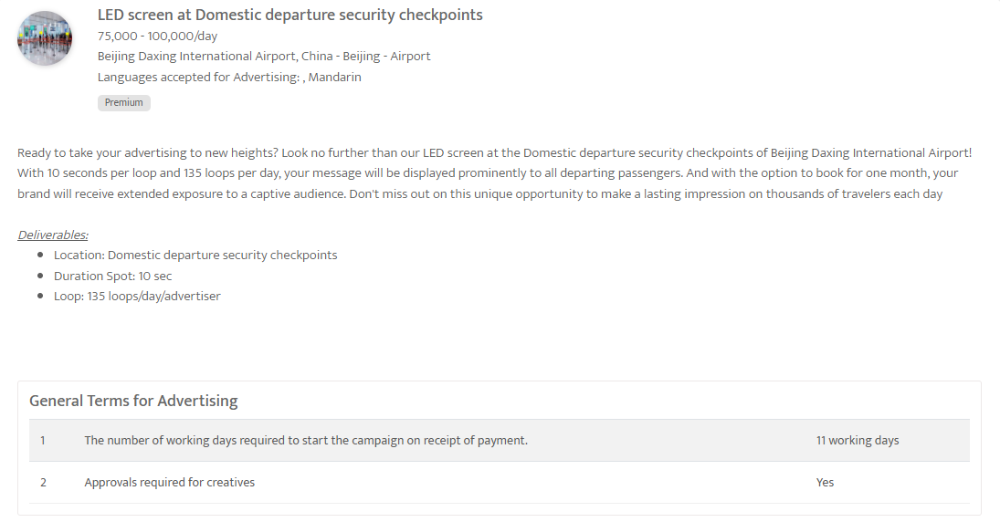 LED screen at Domestic departure security checkpoints
75,000 - 100,000/day
Beijing Daxing International Airport, China - Beijing - Airport
Languages accepted for Advertising: , Mandarin
Premium
Ready to take your advertising to new heights? Look no further than our LED screen at the Domestic departure security checkpoints of Beijing Daxing International Airport!
With 10 seconds per loop and 135 loops per day, your message will be displayed prominently to all departing passengers. And with the option to book for one month, your
brand will receive extended exposure to a captive audience. Don't miss out on this unique opportunity to make a lasting impression on thousands of travelers each day
Deliverables:
• Location: Domestic departure security checkpoints
• Duration Spot: 10 sec
• Loop: 135 loops/day/advertiser
General Terms for Advertising
1 The number of working days required to start the campaign on receipt of payment. 11 working days
2 Approvals required for creatives Yes